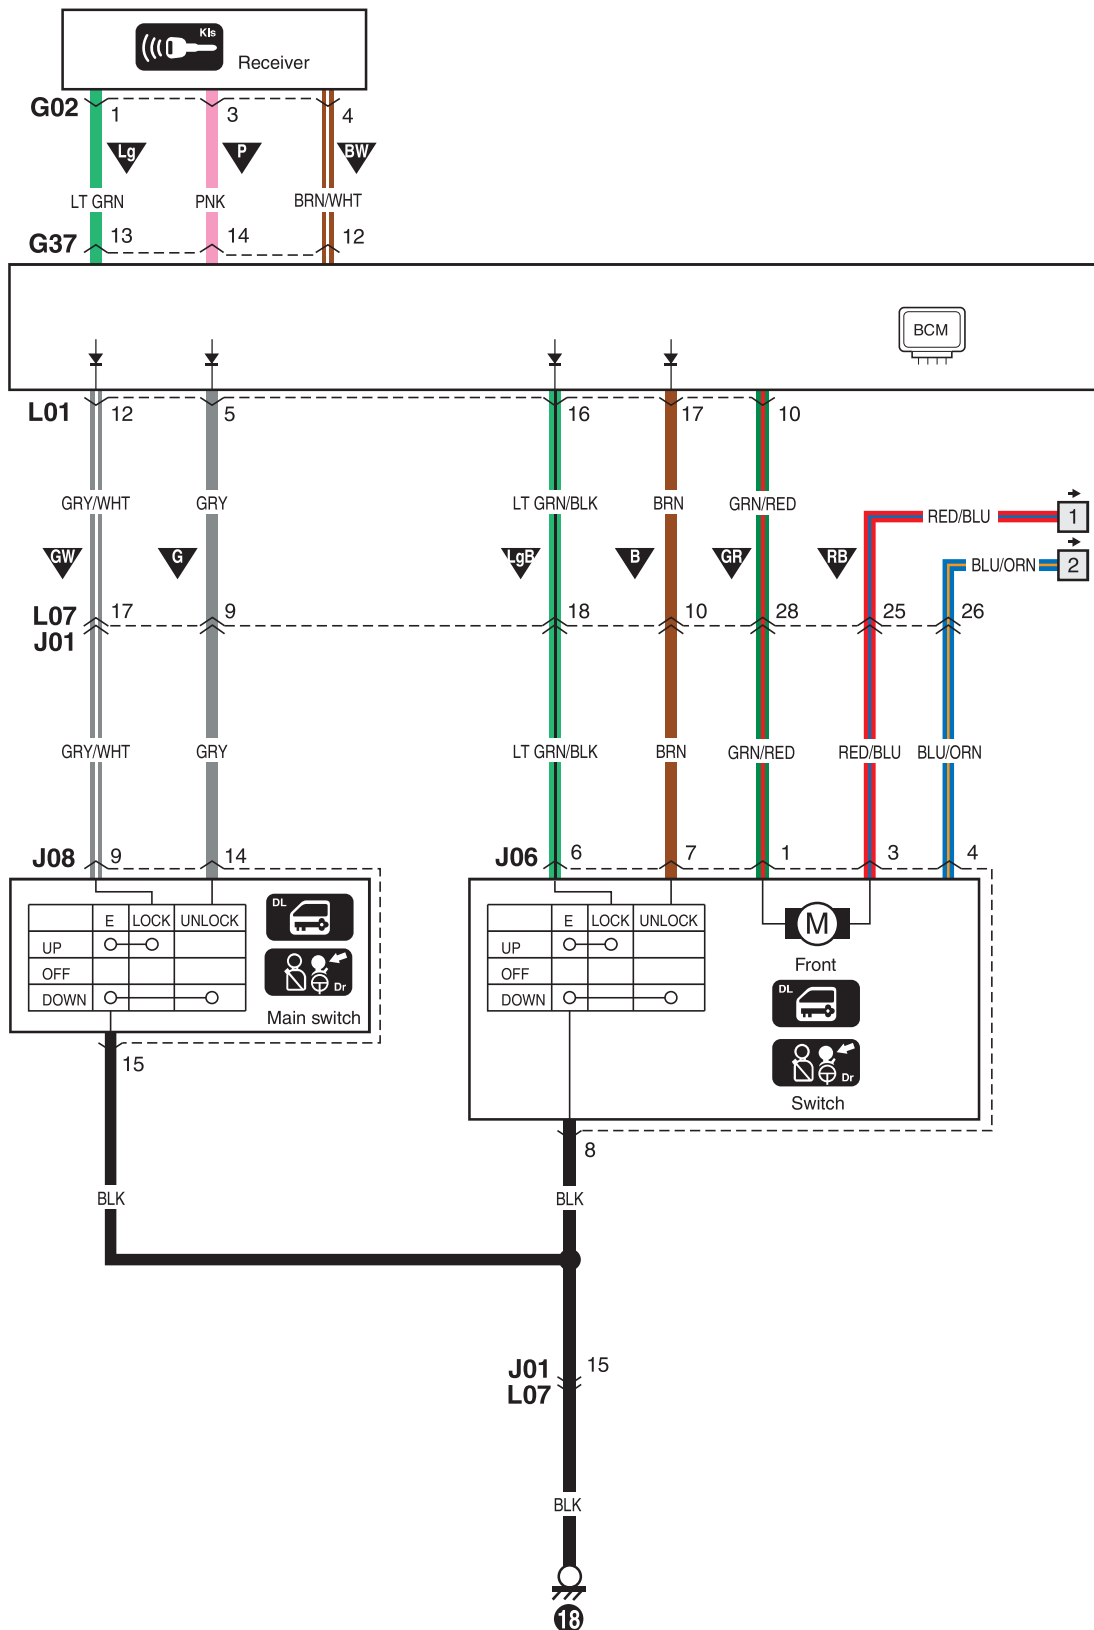 Kls
Receiver
G02 1 3 4
Lg P BW
LT GRN PNK BRN/WHT
G37 13 14 12
BCM
L01 12 5 16 17 10
GRY/WHT GRY LT GRN/BLK BRN GRN/RED
RED/BLU 1
BLU/ORN 2
GW G LgB B GR RB
L07 17 9 18 10 28 25 26
J01
GRY/WHT GRY LT GRN/BLK BRN GRN/RED RED/BLU BLU/ORN
J08 9 14 J06 6 7 1 3 4
E LOCK UNLOCK
UP
OFF
DOWN
DL
Dr
Main switch
15
E LOCK UNLOCK
UP
OFF
DOWN
M
Front
DL
Dr
Switch
8
BLK BLK
J01 15
L07
BLK
18